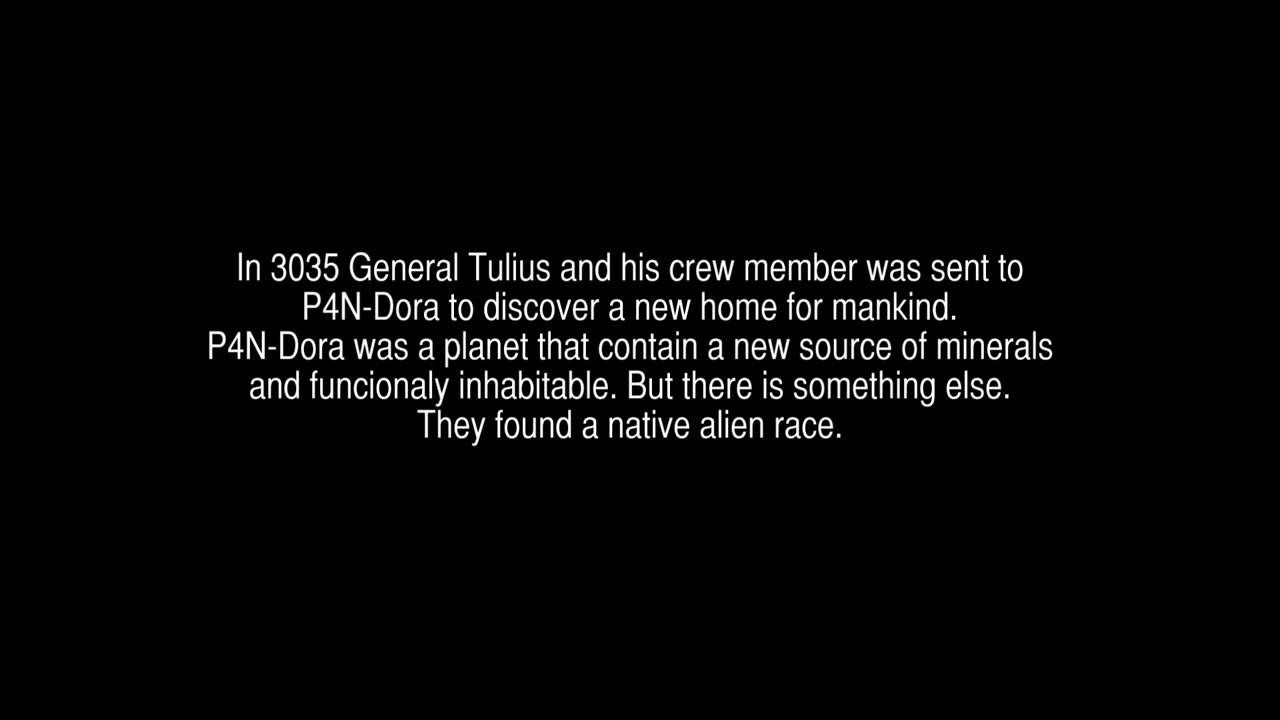 In 3035 General Tulius and his crew member was sent to
P4N-Dora to discover a new home for mankind.
P4N-Dora was a planet that contain a new source of minerals
and funcionaly inhabitable. But there is something else.
They found a native alien race.